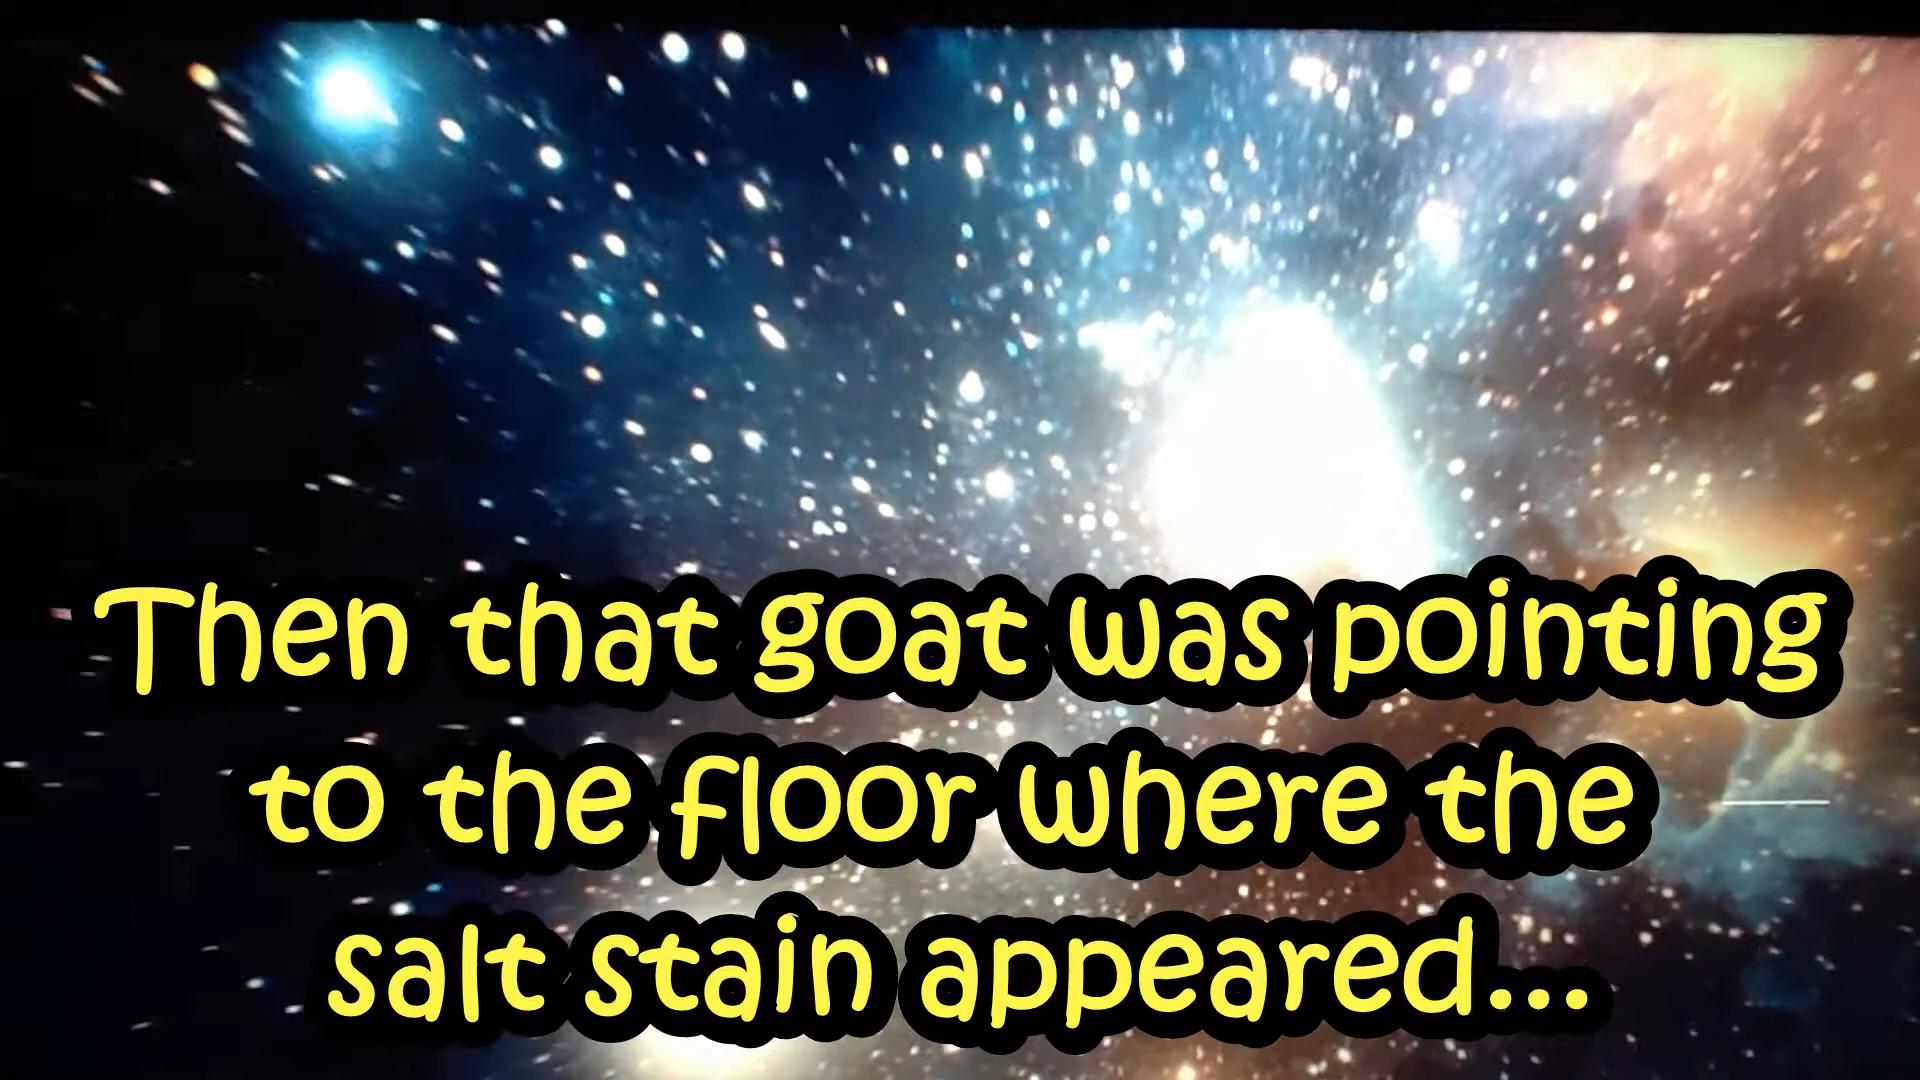 Then that goat was pointing
to the floor where the
salt stain appeared...